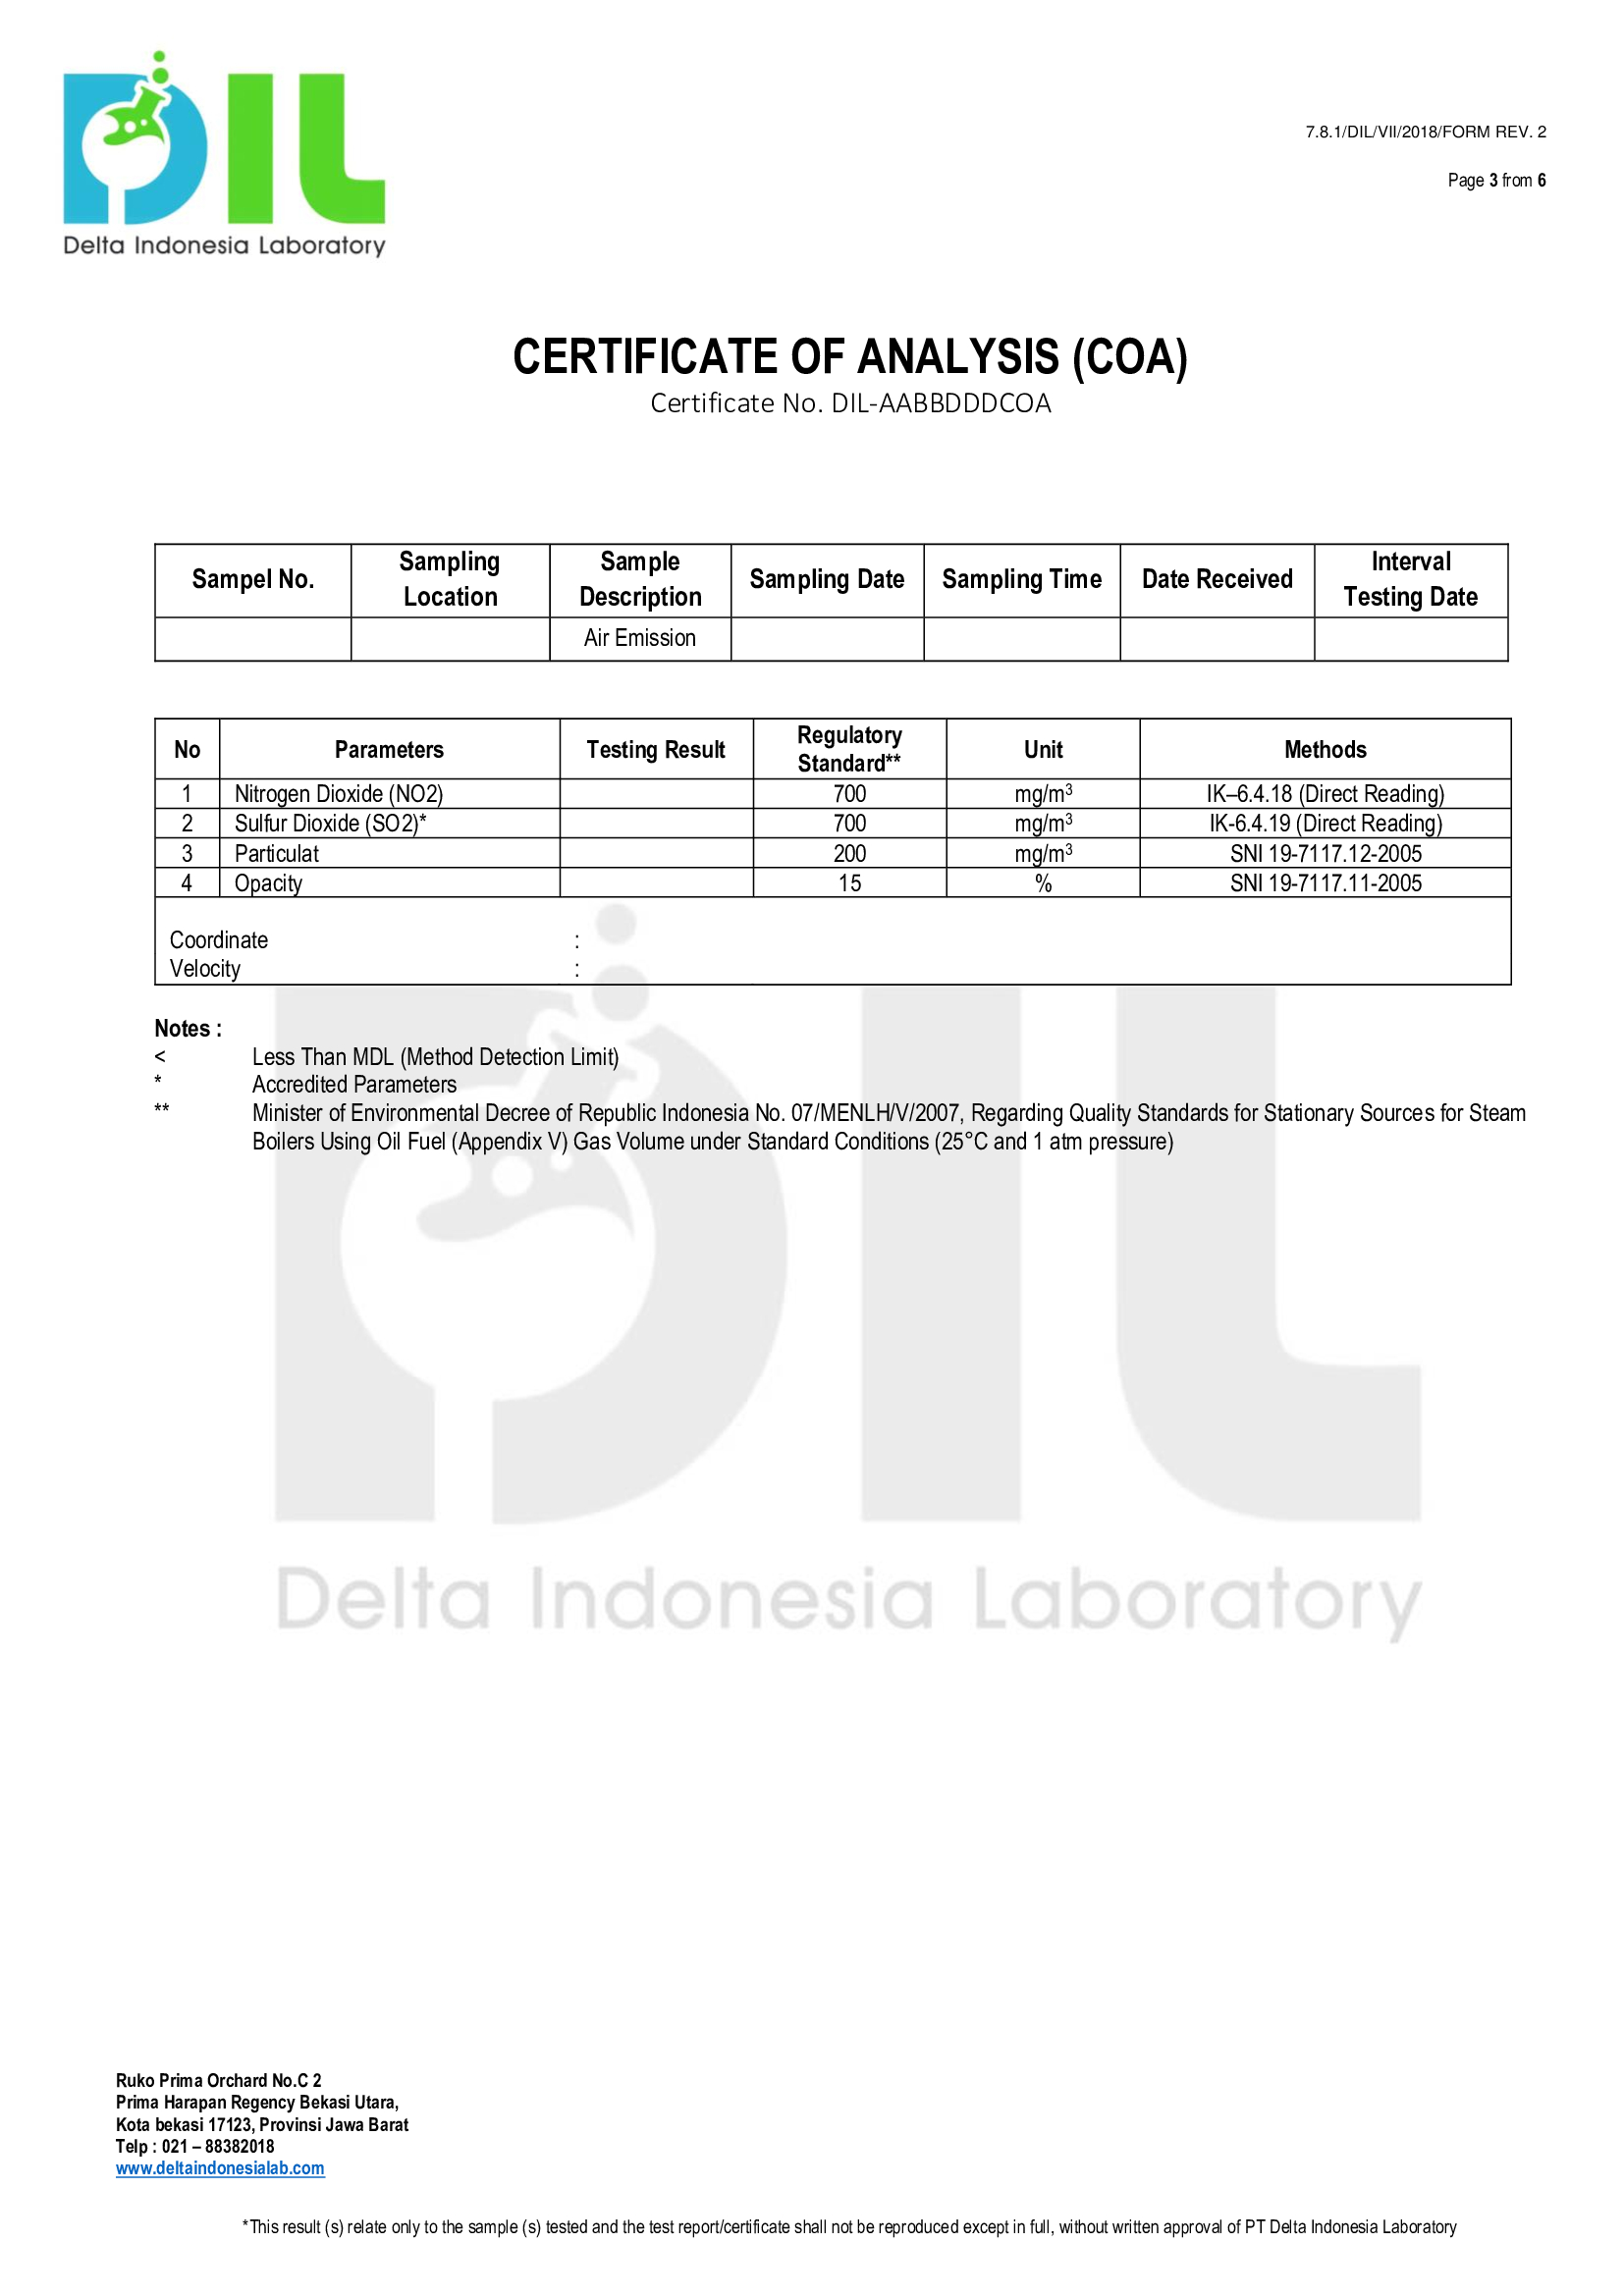 DIL
Delta Indonesia Laboratory
7.8.1/DIL/VII/2018/FORM REV. 2
Page 3 from 6
CERTIFICATE OF ANALYSIS (COA)
Certificate No. DIL-AABBDDDCOA
Sampel No. Sampling Location Sample Description Sampling Date Sampling Time Date Received Interval Testing Date
Air Emission
No Parameters Testing Result Regulatory Standard** Unit Methods
1 Nitrogen Dioxide (NO2) 700 mg/m³ IK–6.4.18 (Direct Reading)
2 Sulfur Dioxide (SO2)* 700 mg/m³ IK-6.4.19 (Direct Reading)
3 Particulat 200 mg/m³ SNI 19-7117.12-2005
4 Opacity 15 % SNI 19-7117.11-2005
Coordinate :
Velocity :
Notes :
< Less Than MDL (Method Detection Limit)
* Accredited Parameters
** Minister of Environmental Decree of Republic Indonesia No. 07/MENLH/V/2007, Regarding Quality Standards for Stationary Sources for Steam
Boilers Using Oil Fuel (Appendix V) Gas Volume under Standard Conditions (25°C and 1 atm pressure)
DIL
Delta Indonesia Laboratory
Ruko Prima Orchard No.C 2
Prima Harapan Regency Bekasi Utara,
Kota bekasi 17123, Provinsi Jawa Barat
Telp : 021 – 88382018
www.deltaindonesialab.com
*This result (s) relate only to the sample (s) tested and the test report/certificate shall not be reproduced except in full, without written approval of PT Delta Indonesia Laboratory